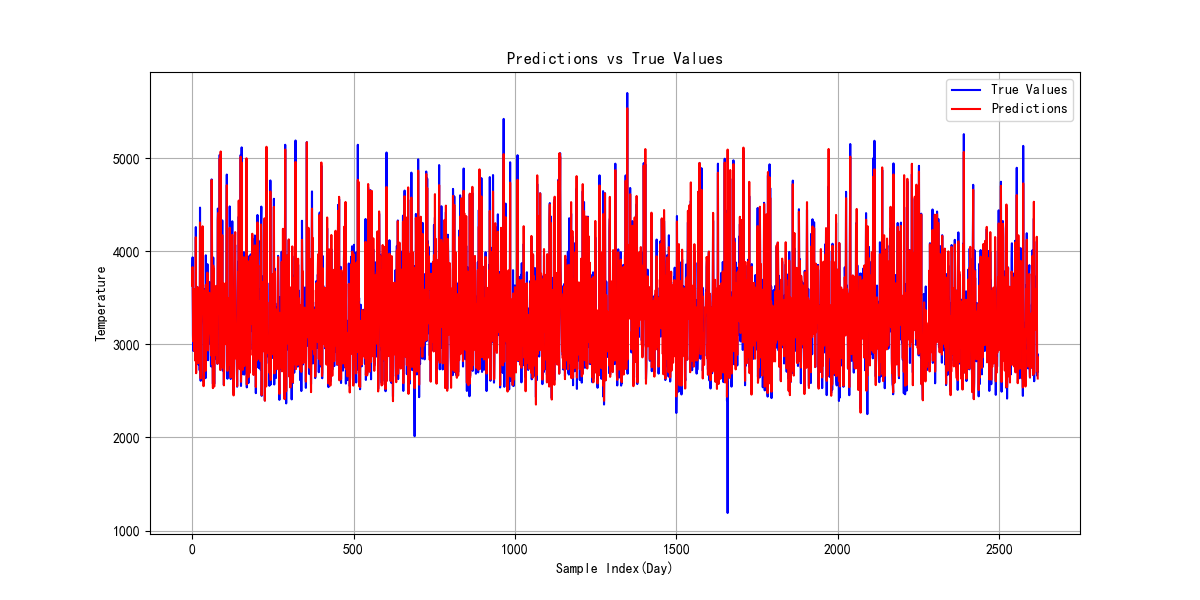 Predictions vs True Values
True Values
Predictions
5000
4000
3000
2000
1000
Temperature
0 500 1000 1500 2000 2500
Sample Index(Day)